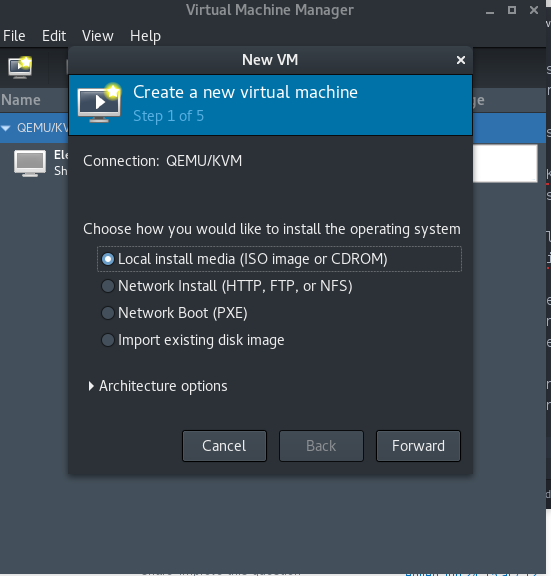 Virtual Machine Manager
File Edit View Help
New VM
Create a new virtual machine
Step 1 of 5
Name
QEMU/KV
Ele
Sh
Connection: QEMU/KVM
Choose how you would like to install the operating system
Local install media (ISO image or CDROM)
Network Install (HTTP, FTP, or NFS)
Network Boot (PXE)
Import existing disk image
Architecture options
Cancel Back Forward